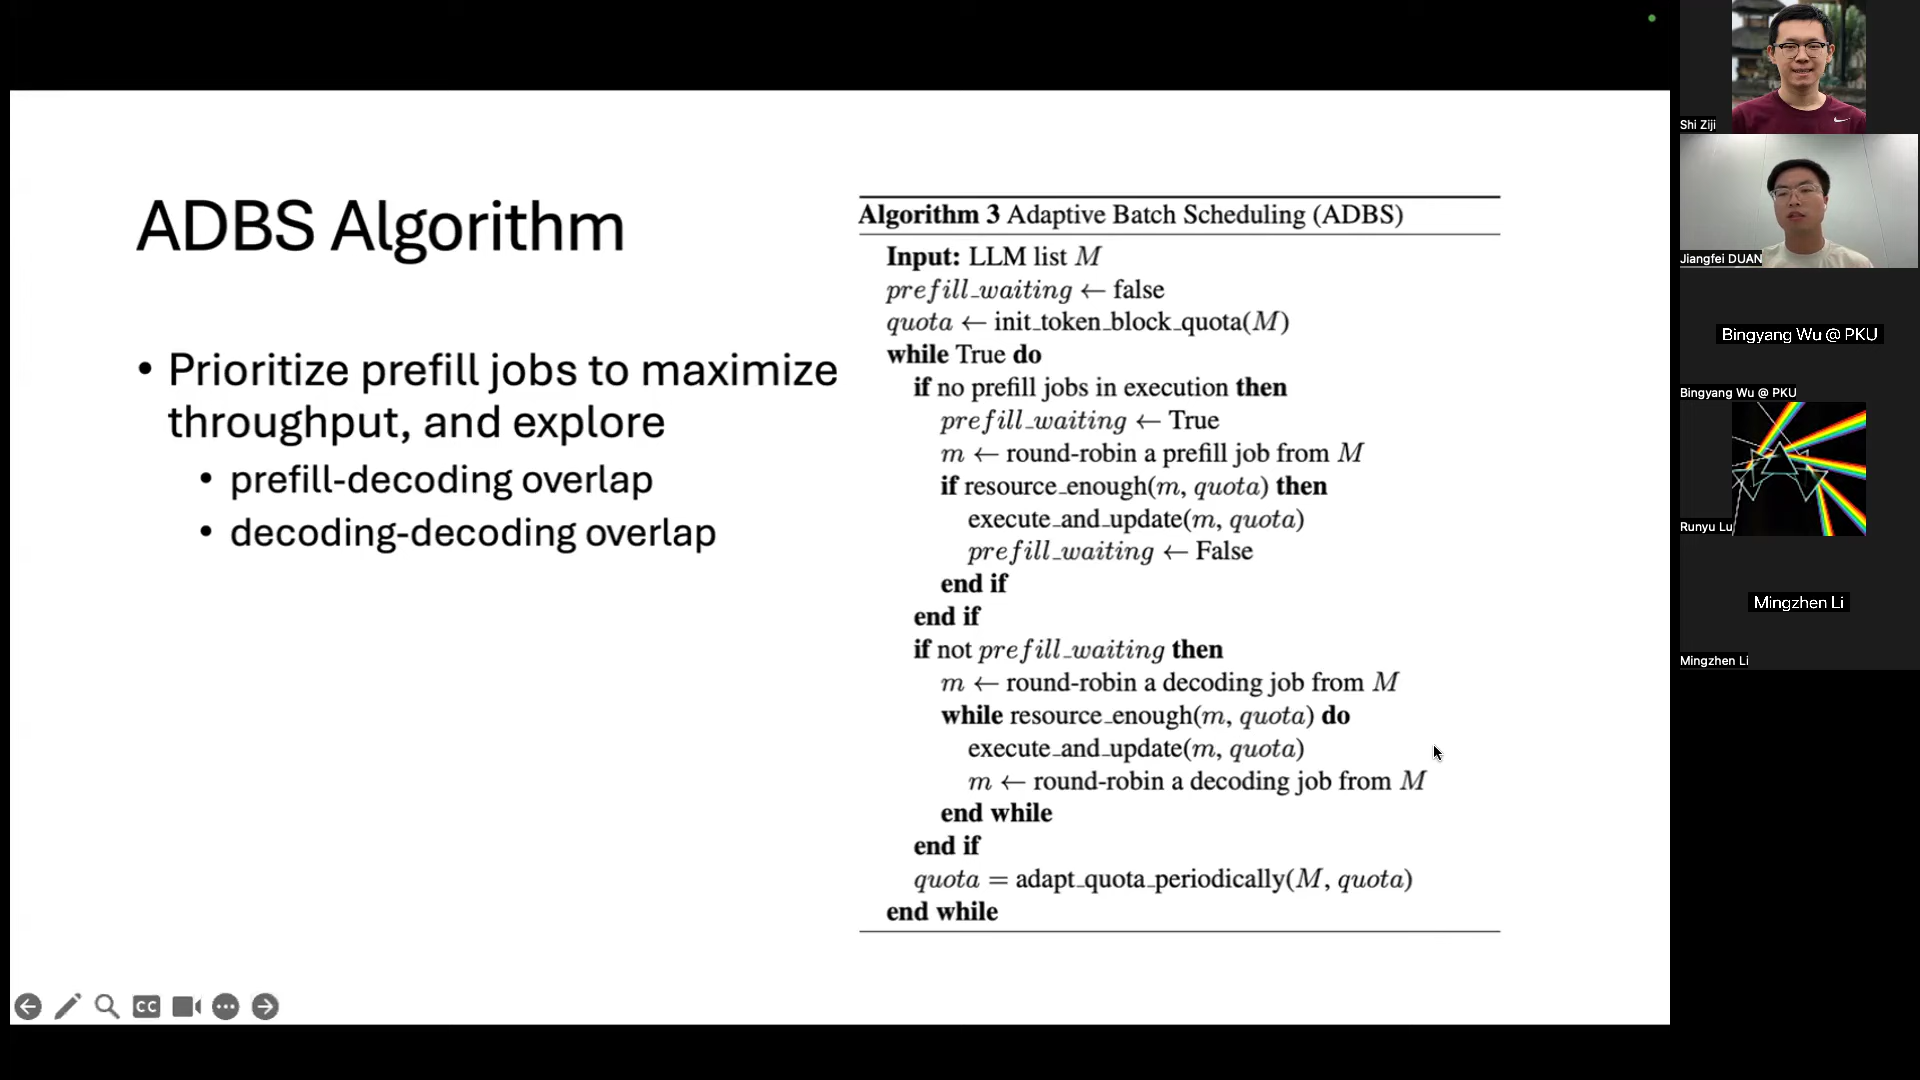 ADBS Algorithm
• Prioritize prefill jobs to maximize
throughput, and explore
• prefill-decoding overlap
• decoding-decoding overlap
Algorithm 3 Adaptive Batch Scheduling (ADBS)
Input: LLM list M
prefill_waiting ← false
quota ← init_token_block_quota(M)
while True do
if no prefill jobs in execution then
prefill_waiting ← True
m ← round-robin a prefill job from M
if resource_enough(m, quota) then
execute_and_update(m, quota)
prefill_waiting ← False
end if
end if
if not prefill_waiting then
m ← round-robin a decoding job from M
while resource_enough(m, quota) do
execute_and_update(m, quota)
m ← round-robin a decoding job from M
end while
end if
quota = adapt_quota_periodically(M, quota)
end while
CC
Shi Ziji
Jiangfei DUAN
Bingyang Wu @ PKU
Bingyang Wu @ PKU
Runyu Lu
Mingzhen Li
Mingzhen Li